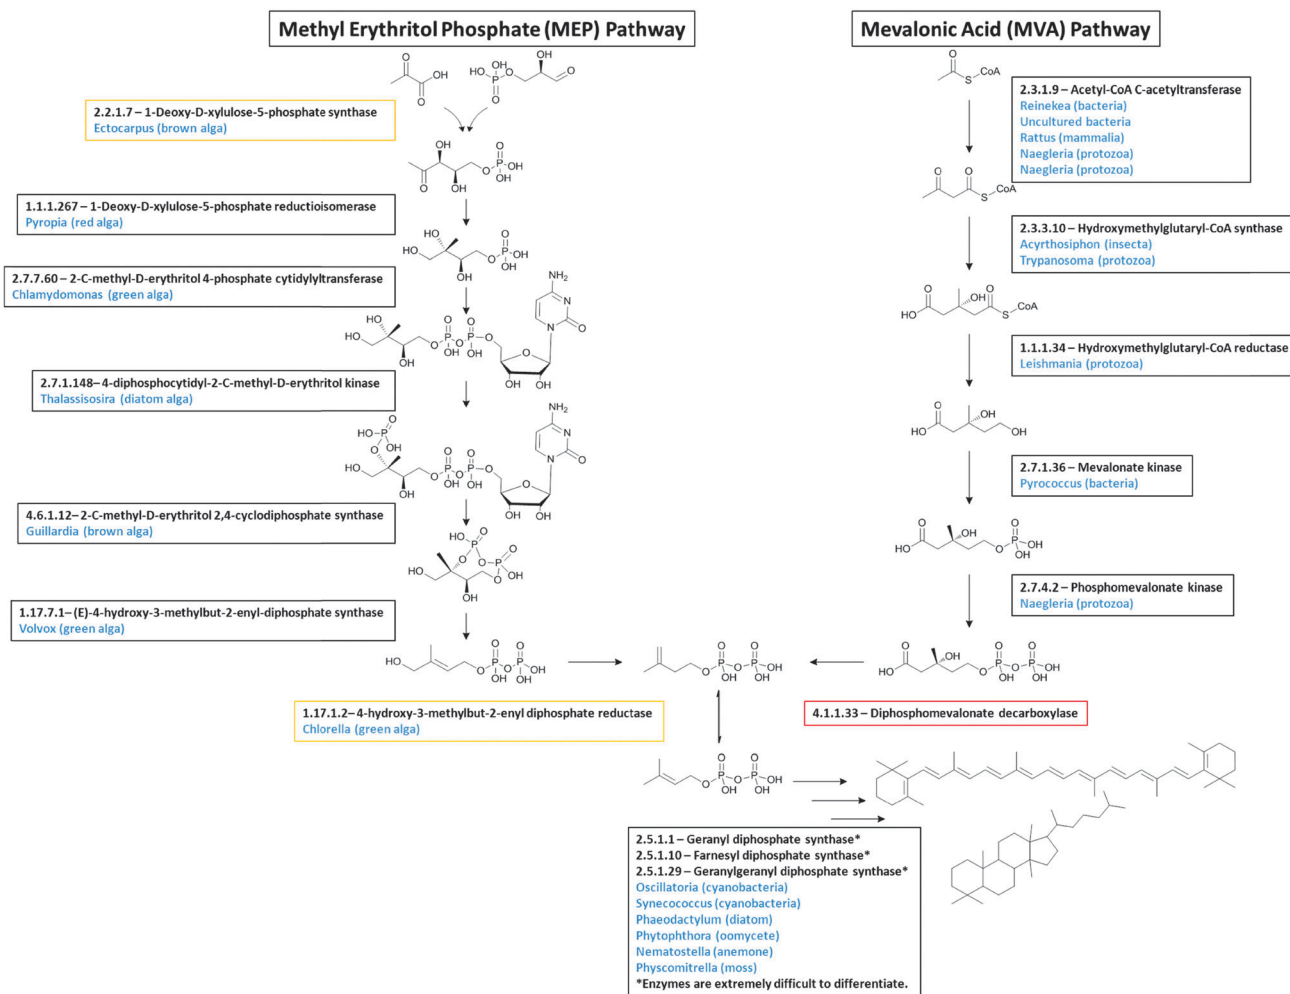 Methyl Erythritol Phosphate (MEP) Pathway
2.2.1.7 – 1-Deoxy-D-xylulose-5-phosphate synthase
Ectocarpus (brown alga)
1.1.1.267 – 1-Deoxy-D-xylulose-5-phosphate reductioisomerase
Pyropia (red alga)
2.7.7.60 – 2-C-methyl-D-erythritol 4-phosphate cytidylyltransferase
Chlamydomonas (green alga)
2.7.1.148 – 4-diphosphocytidyl-2-C-methyl-D-erythritol kinase
Thalassisosira (diatom alga)
4.6.1.12 – 2-C-methyl-D-erythritol 2,4-cyclodiphosphate synthase
Guillardia (brown alga)
1.17.7.1 – (E)-4-hydroxy-3-methylbut-2-enyl-diphosphate synthase
Volvox (green alga)
1.17.1.2 – 4-hydroxy-3-methylbut-2-enyl diphosphate reductase
Chlorella (green alga)
Mevalonic Acid (MVA) Pathway
2.3.1.9 – Acetyl-CoA C-acetyltransferase
Reinekea (bacteria)
Uncultured bacteria
Rattus (mammalia)
Naegleria (protozoa)
Naegleria (protozoa)
2.3.3.10 – Hydroxymethylglutaryl-CoA synthase
Acyrthosiphon (insecta)
Trypanosoma (protozoa)
1.1.1.34 – Hydroxymethylglutaryl-CoA reductase
Leishmania (protozoa)
2.7.1.36 – Mevalonate kinase
Pyrococcus (bacteria)
2.7.4.2 – Phosphomevalonate kinase
Naegleria (protozoa)
4.1.1.33 – Diphosphomevalonate decarboxylase
2.5.1.1 – Geranyl diphosphate synthase*
2.5.1.10 – Farnesyl diphosphate synthase*
2.5.1.29 – Geranylgeranyl diphosphate synthase*
Oscillatoria (cyanobacteria)
Synecococcus (cyanobacteria)
Phaeodactylum (diatom)
Phytophthora (oomycete)
Nematostella (anemone)
Physcomitrella (moss)
*Enzymes are extremely difficult to differentiate.